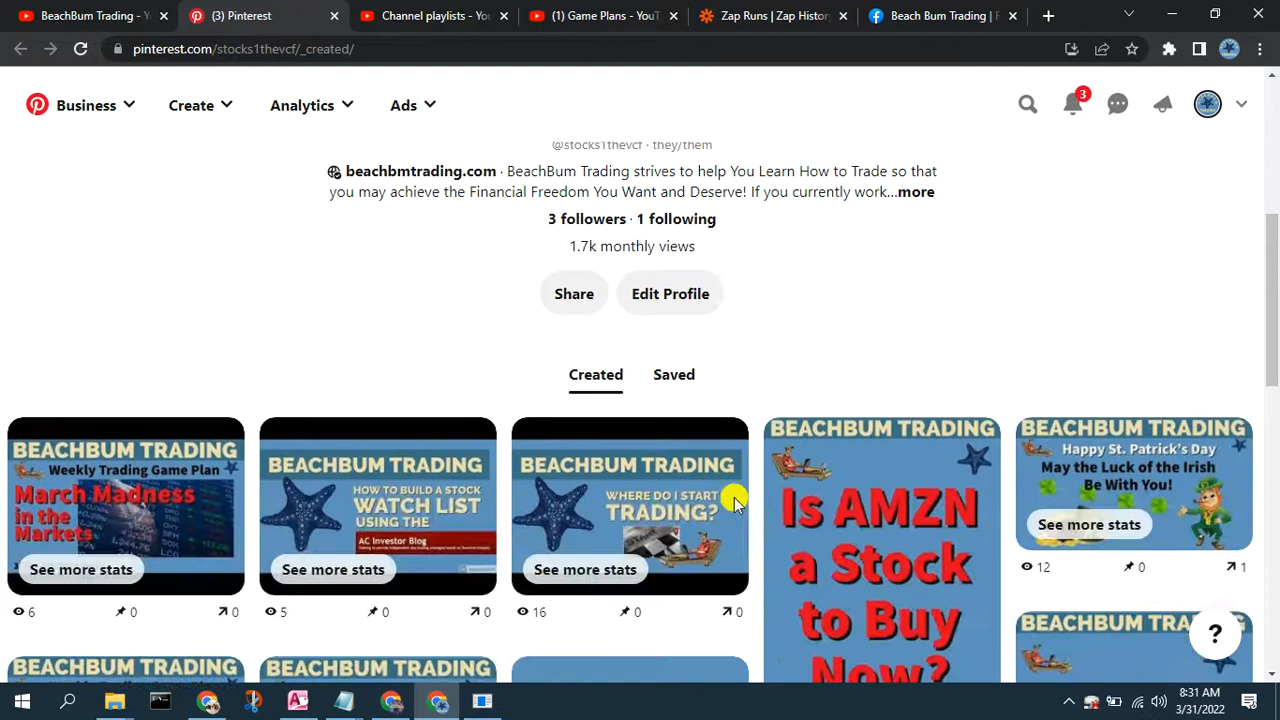 BeachBum Trading - Y
(3) Pinterest
Channel playlists - You
(1) Game Plans - YouT
Zap Runs | Zap Histor
Beach Bum Trading | F
pinterest.com/stocks1thevcf/_created/
Business
Create
Analytics
Ads
3
@stocks1thevcf · they/them
beachbmtrading.com · BeachBum Trading strives to help You Learn How to Trade so that
you may achieve the Financial Freedom You Want and Deserve! If you currently work...more
3 followers · 1 following
1.7k monthly views
Share
Edit Profile
Created
Saved
BEACHBUM TRADING
Weekly Trading Game Plan
March Madness
in the
Markets
See more stats
6
0
0
BEACHBUM TRADING
HOW TO BUILD A STOCK
WATCH LIST
USING THE
AC Investor Blog
See more stats
5
0
0
BEACHBUM TRADING
WHERE DO I START
TRADING?
See more stats
16
0
0
BEACHBUM TRADING
Is AMZN
a Stock
to Buy
Now?
BEACHBUM TRADING
Happy St. Patrick's Day
May the Luck of the Irish
Be With You!
See more stats
12
0
1
BEACHBUM TRADING
BEACHBUM TRADING
BEACHBUM TRA
?
8:31 AM
3/31/2022